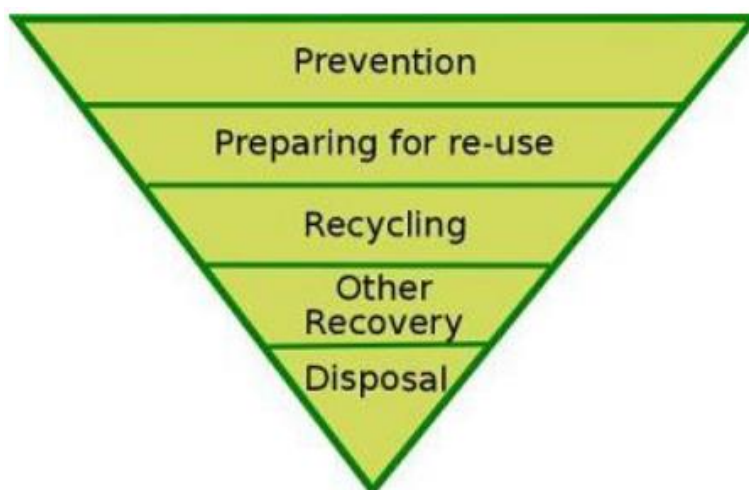 Prevention
Preparing for re-use
Recycling
Other
Recovery
Disposal